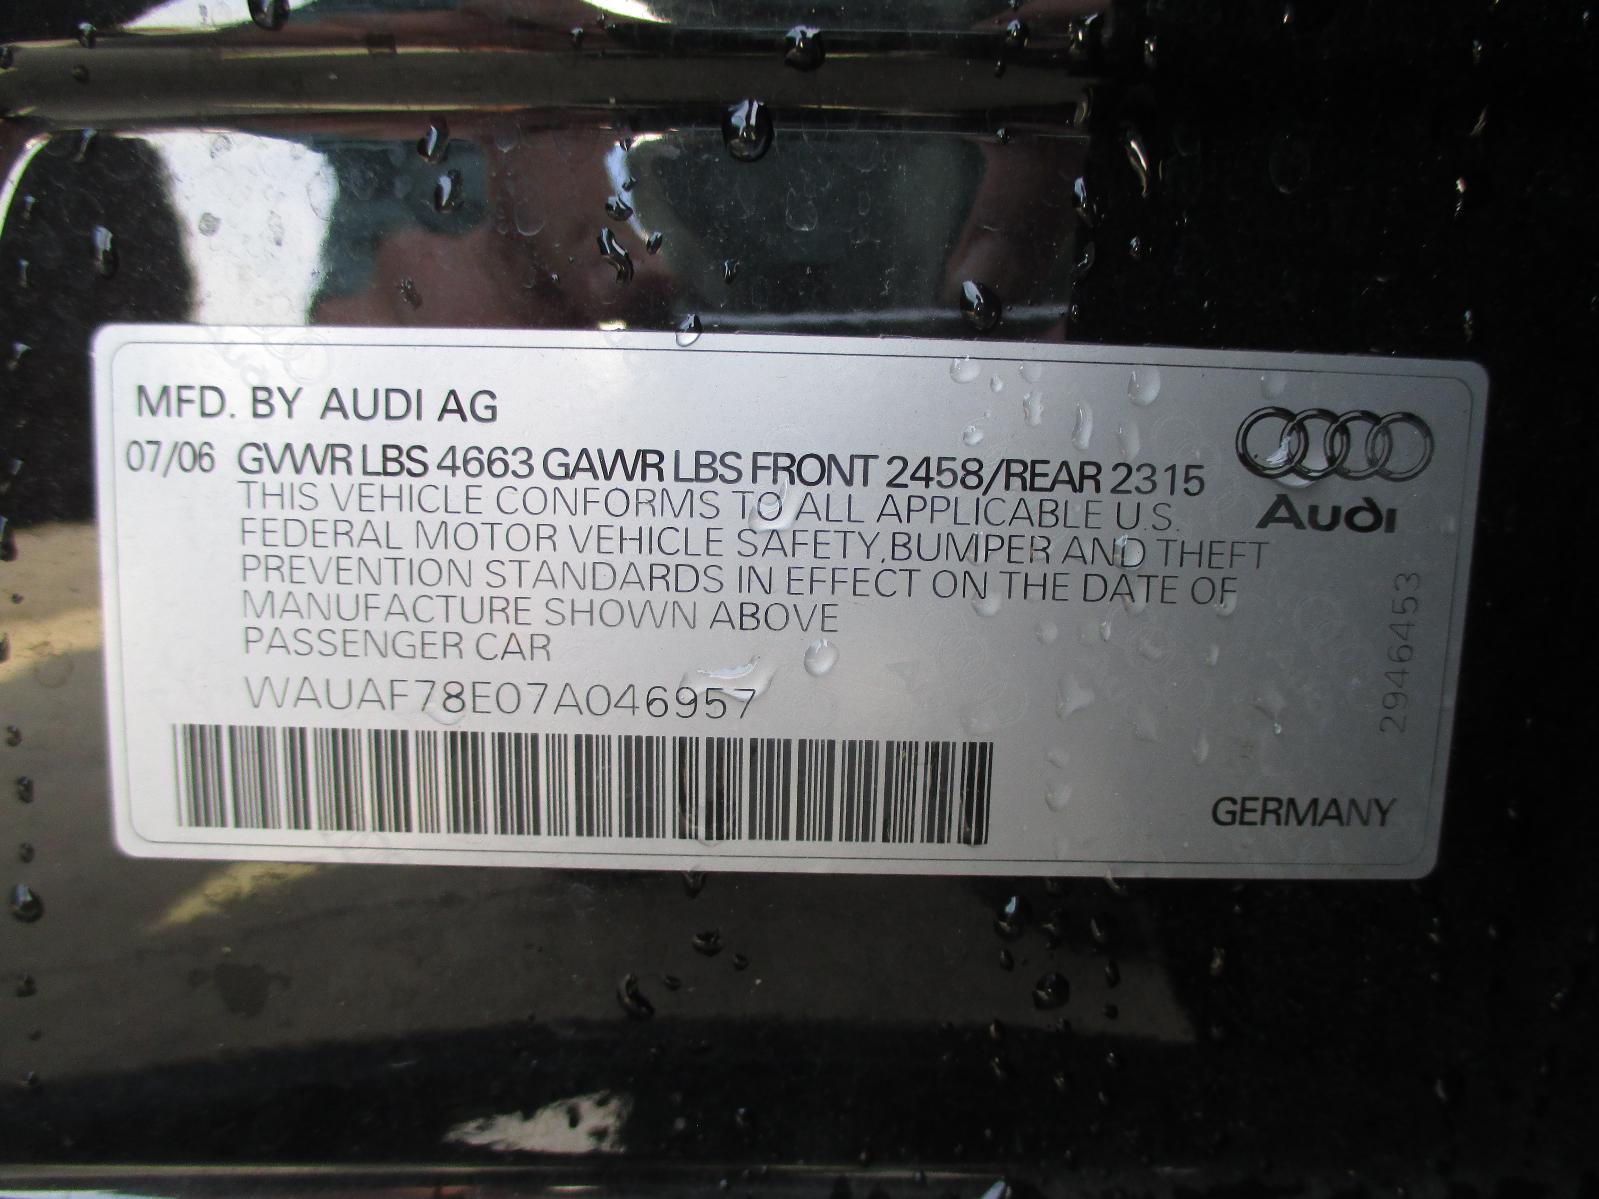 MFD. BY AUDI AG
07/06 GVWR LBS 4663 GAWR LBS FRONT 2458/REAR 2315
THIS VEHICLE CONFORMS TO ALL APPLICABLE U.S.
FEDERAL MOTOR VEHICLE SAFETY,BUMPER AND THEFT
PREVENTION STANDARDS IN EFFECT ON THE DATE OF
MANUFACTURE SHOWN ABOVE
PASSENGER CAR
WAUAF78E07A046957
Audi
2946453
GERMANY